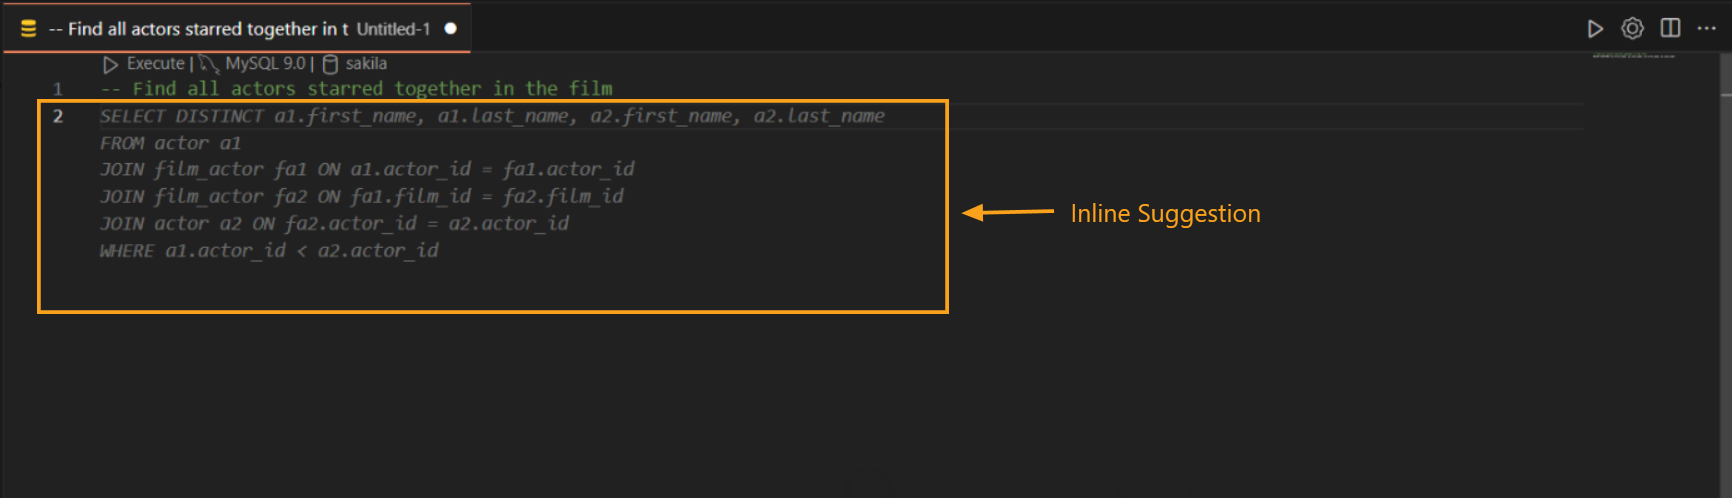 -- Find all actors starred together in t Untitled-1
Execute | MySQL 9.0 | sakila
1 -- Find all actors starred together in the film
2 SELECT DISTINCT a1.first_name, a1.last_name, a2.first_name, a2.last_name
FROM actor a1
JOIN film_actor fa1 ON a1.actor_id = fa1.actor_id
JOIN film_actor fa2 ON fa1.film_id = fa2.film_id
JOIN actor a2 ON fa2.actor_id = a2.actor_id
WHERE a1.actor_id < a2.actor_id
Inline Suggestion